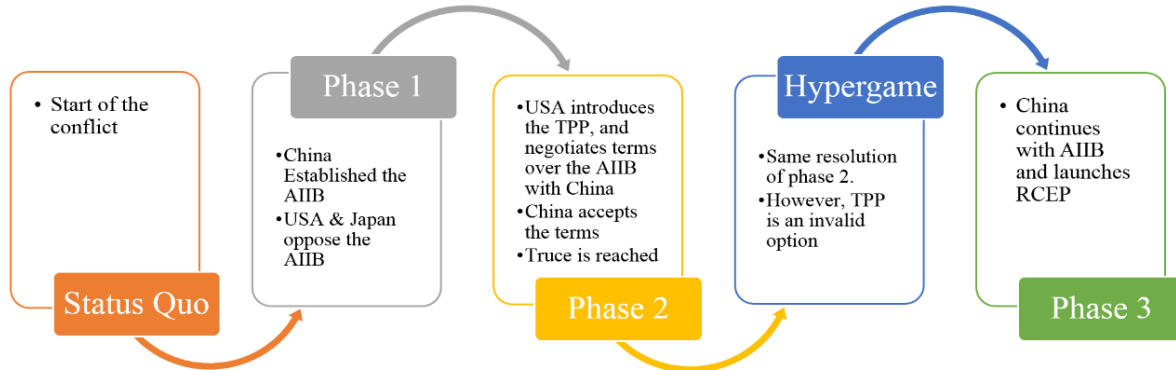 • Start of the
conflict
Status Quo
Phase 1
•China
Established the
AIIB
•USA & Japan
oppose the
AIIB
•USA introduces
the TPP, and
negotiates terms
over the AIIB
with China
•China accepts
the terms
•Truce is reached
Phase 2
Hypergame
•Same resolution
of phase 2.
•However, TPP
is an invalid
option
• China
continues
with AIIB
and launches
RCEP
Phase 3